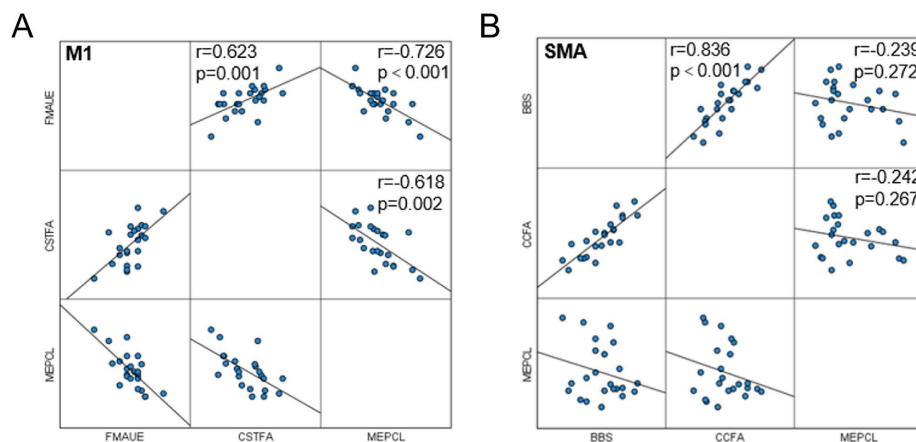 A
M1
r=0.623
p=0.001
r=-0.726
p<0.001
FMAUE
r=-0.618
p=0.002
CSTFA
MEPCL
FMAUE
CSTFA
MEPCL
B
SMA
r=0.836
p<0.001
r=-0.239
p=0.272
BBS
r=-0.242
p=0.267
CCFA
MEPCL
BBS
CCFA
MEPCL